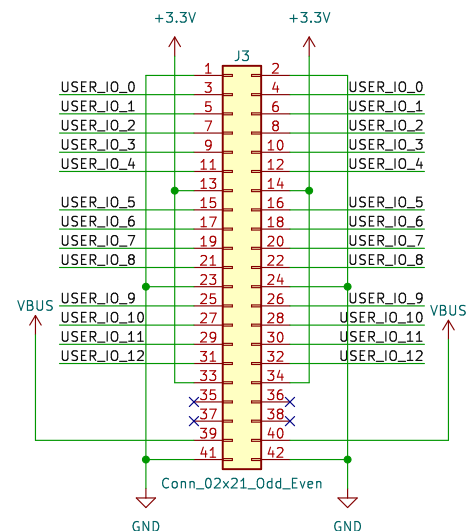 +3.3V +3.3V
J3
1 2
USER_IO_0 3 4 USER_IO_0
USER_IO_1 5 6 USER_IO_1
USER_IO_2 7 8 USER_IO_2
USER_IO_3 9 10 USER_IO_3
USER_IO_4 11 12 USER_IO_4
13 14
USER_IO_5 15 16 USER_IO_5
USER_IO_6 17 18 USER_IO_6
USER_IO_7 19 20 USER_IO_7
USER_IO_8 21 22 USER_IO_8
23 24
USER_IO_9 25 26 USER_IO_9
VBUS VBUS
USER_IO_10 27 28 USER_IO_10
USER_IO_11 29 30 USER_IO_11
USER_IO_12 31 32 USER_IO_12
33 34
35 36
37 38
39 40
41 42
Conn_02x21_Odd_Even
GND GND